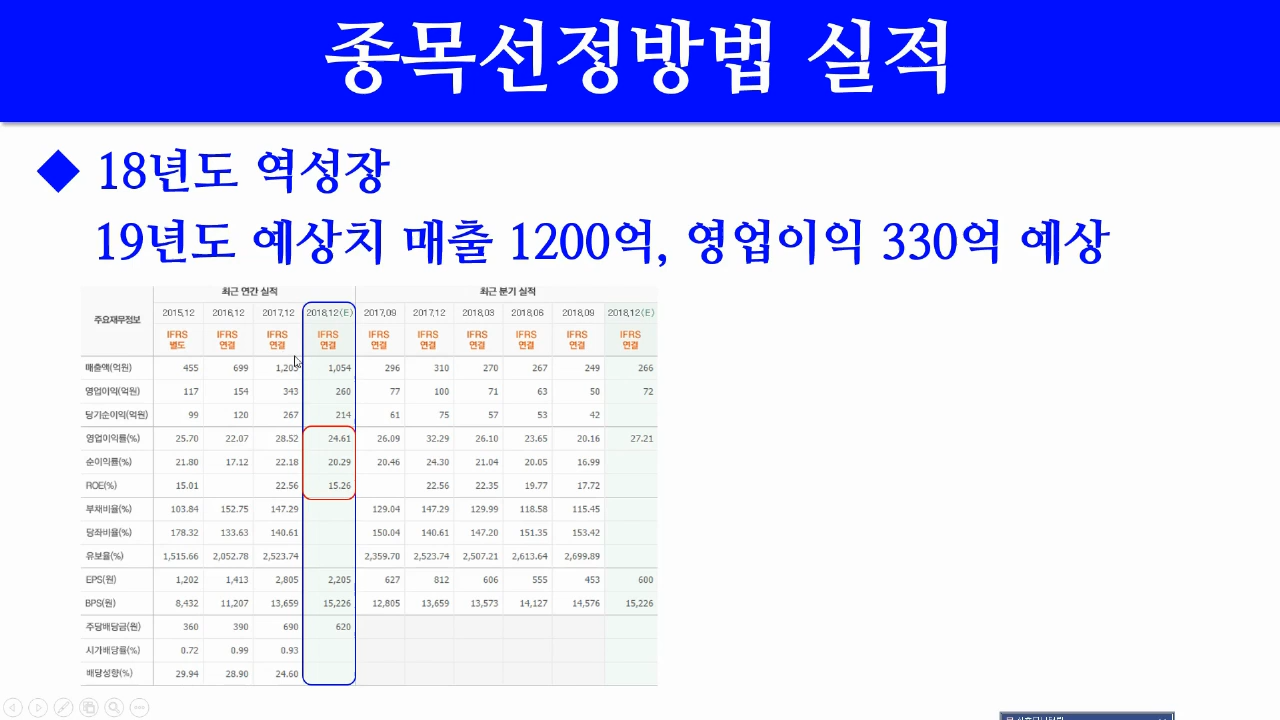 종목선정방법 실적
◆ 18년도 역성장
19년도 예상치 매출 1200억, 영업이익 330억 예상
주요재무정보 최근 연간 실적 최근 분기 실적
2015.12 2016.12 2017.12 2018.12(E) 2017.09 2017.12 2018.03 2018.06 2018.09 2018.12(E)
IFRS IFRS IFRS IFRS IFRS IFRS IFRS IFRS IFRS IFRS
별도 연결 연결 연결 연결 연결 연결 연결 연결 연결
매출액(억원) 455 699 1,205 1,054 296 310 270 267 249 266
영업이익(억원) 117 154 343 260 77 100 71 63 50 72
당기순이익(억원) 99 120 267 214 61 75 57 53 42
영업이익률(%) 25.70 22.07 28.52 24.61 26.09 32.29 26.10 23.65 20.16 27.21
순이익률(%) 21.80 17.12 22.18 20.29 20.46 24.30 21.04 20.05 16.99
ROE(%) 15.01 22.56 15.26 22.56 22.35 19.77 17.72
부채비율(%) 103.84 152.75 147.29 129.04 147.29 129.99 118.58 115.45
당좌비율(%) 178.32 133.63 140.61 150.04 140.61 147.20 151.35 153.42
유보율(%) 1,515.66 2,052.78 2,523.74 2,359.70 2,523.74 2,507.21 2,613.64 2,699.89
EPS(원) 1,202 1,413 2,805 2,205 627 812 606 555 453 600
BPS(원) 8,432 11,207 13,659 15,226 12,805 13,659 13,573 14,127 14,576 15,226
주당배당금(원) 360 390 690 620
시가배당률(%) 0.72 0.99 0.93
배당성향(%) 29.94 28.90 24.60